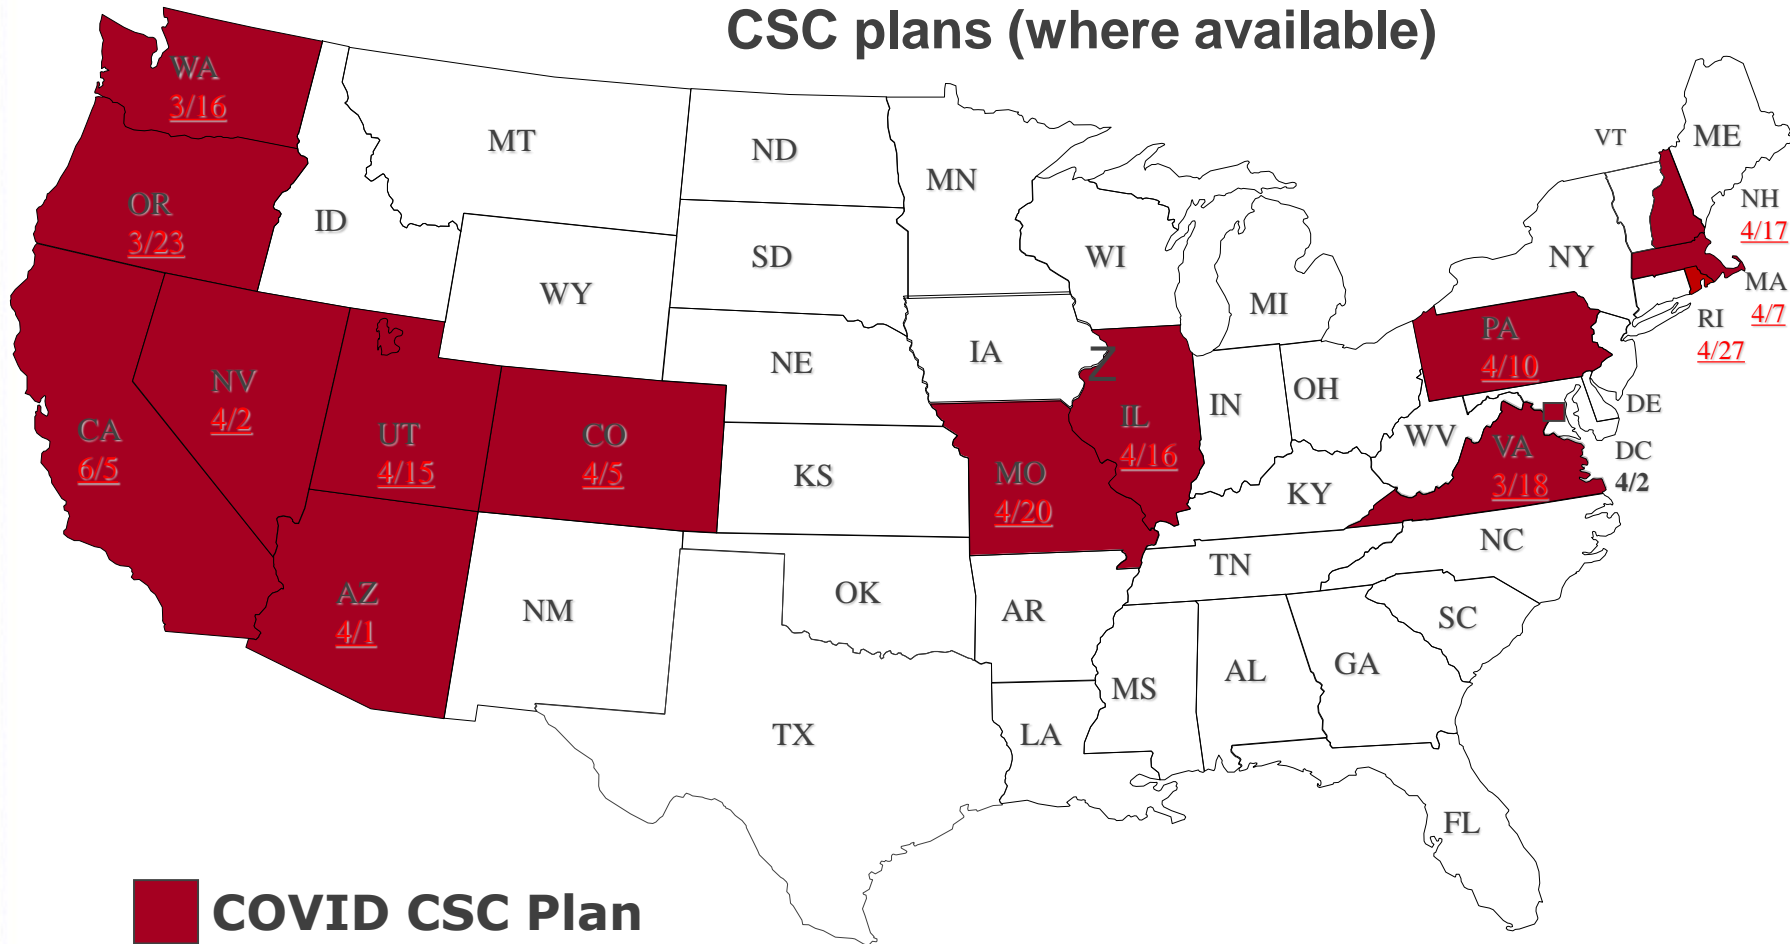 CSC plans (where available)
WA
3/16
OR
3/23
CA
6/5
NV
4/2
ID
MT
WY
UT
4/15
CO
4/5
AZ
4/1
NM
ND
SD
NE
KS
OK
TX
MN
IA
MO
4/20
AR
LA
WI
Z
IL
4/16
MI
IN
OH
KY
TN
MS
AL
GA
FL
SC
NC
WV
VA
3/18
PA
4/10
NY
VT
ME
NH
4/17
MA
4/7
RI
4/27
DE
DC
4/2
COVID CSC Plan